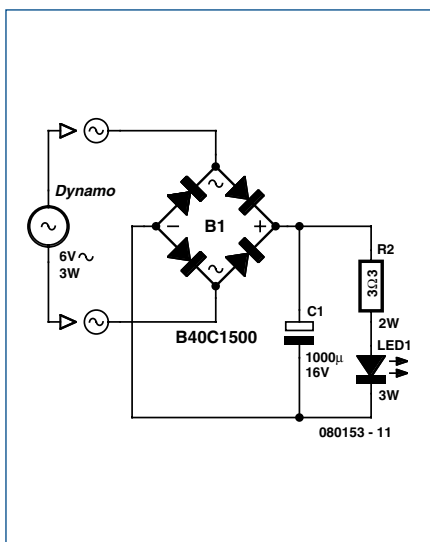 Dynamo
6V~
3W
~
~
~
~
~
B1
−
+
B40C1500
C1
1000µ
16V
R2
3Ω3
2W
LED1
3W
080153 - 11